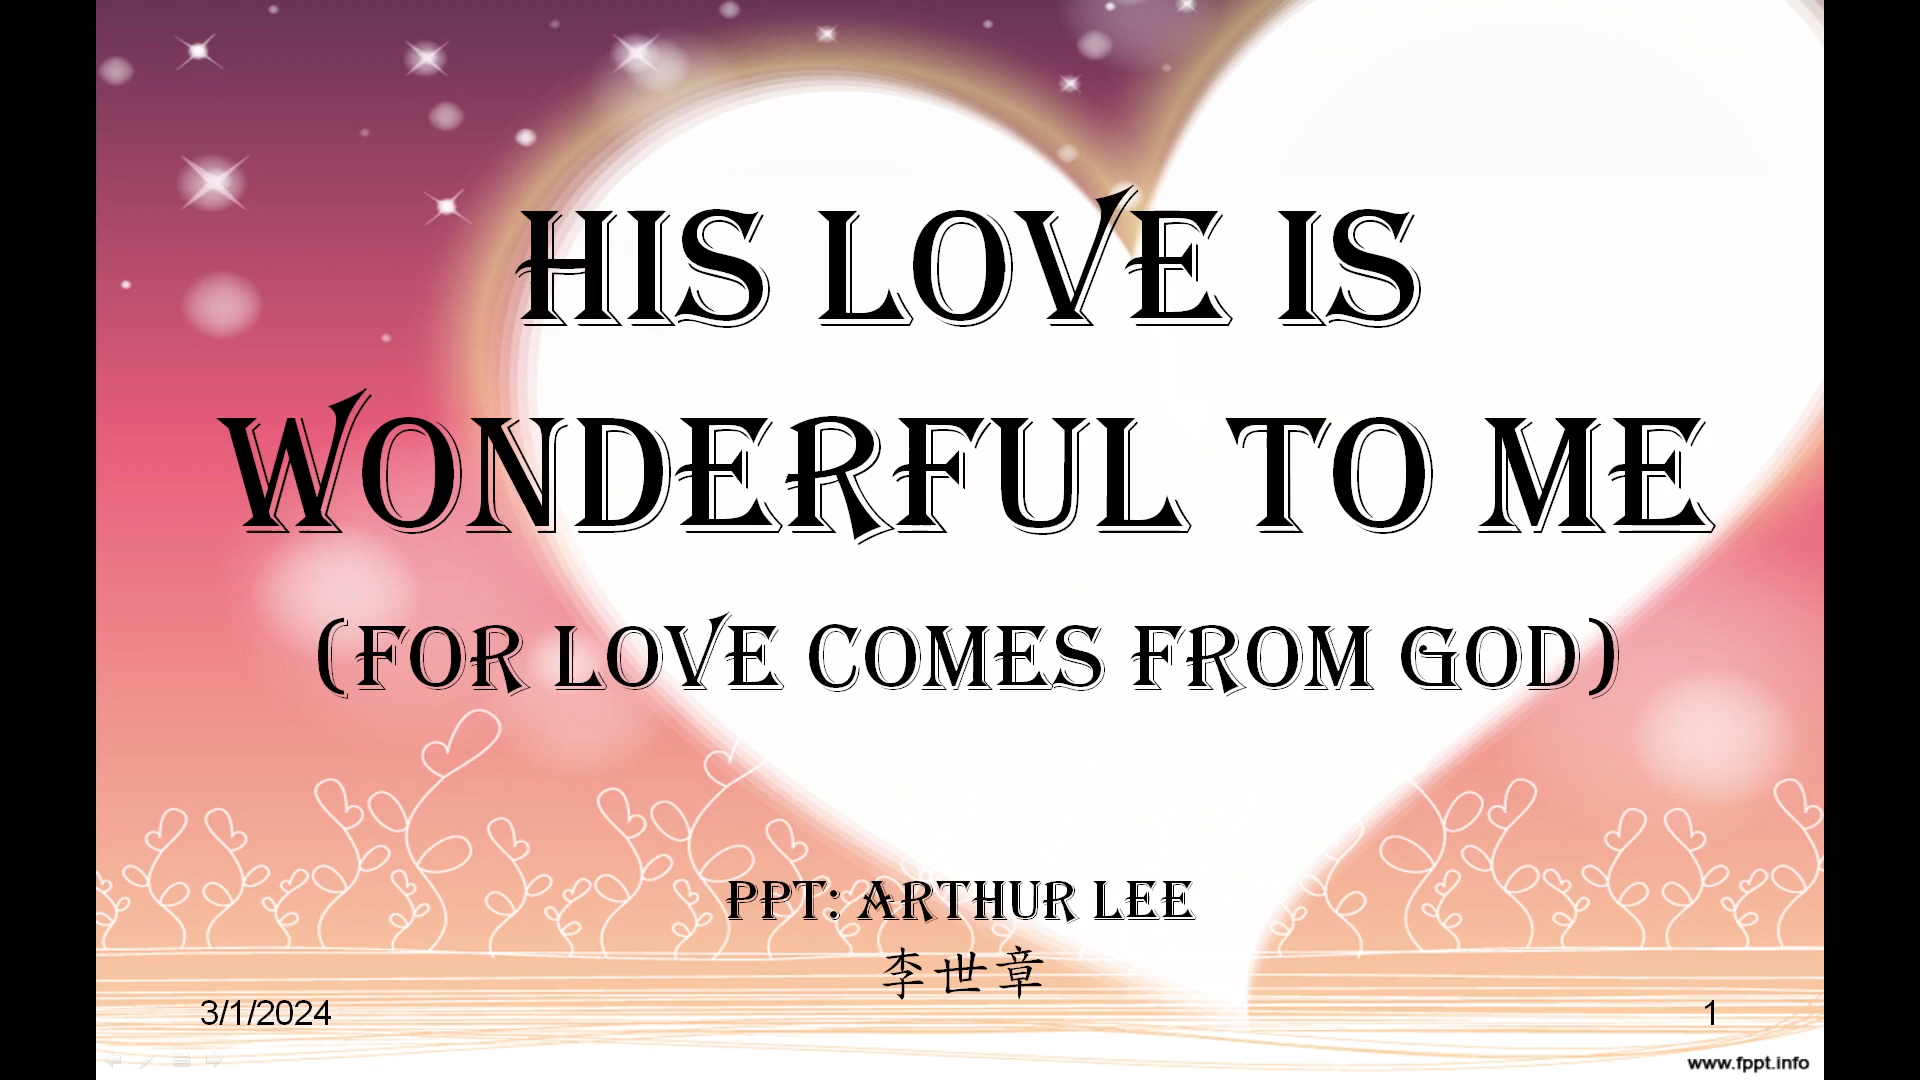 HIS LOVE IS
WONDERFUL TO ME
(FOR LOVE COMES FROM GOD)
PPT: ARTHUR LEE
李世章
3/1/2024
1
www.fppt.info